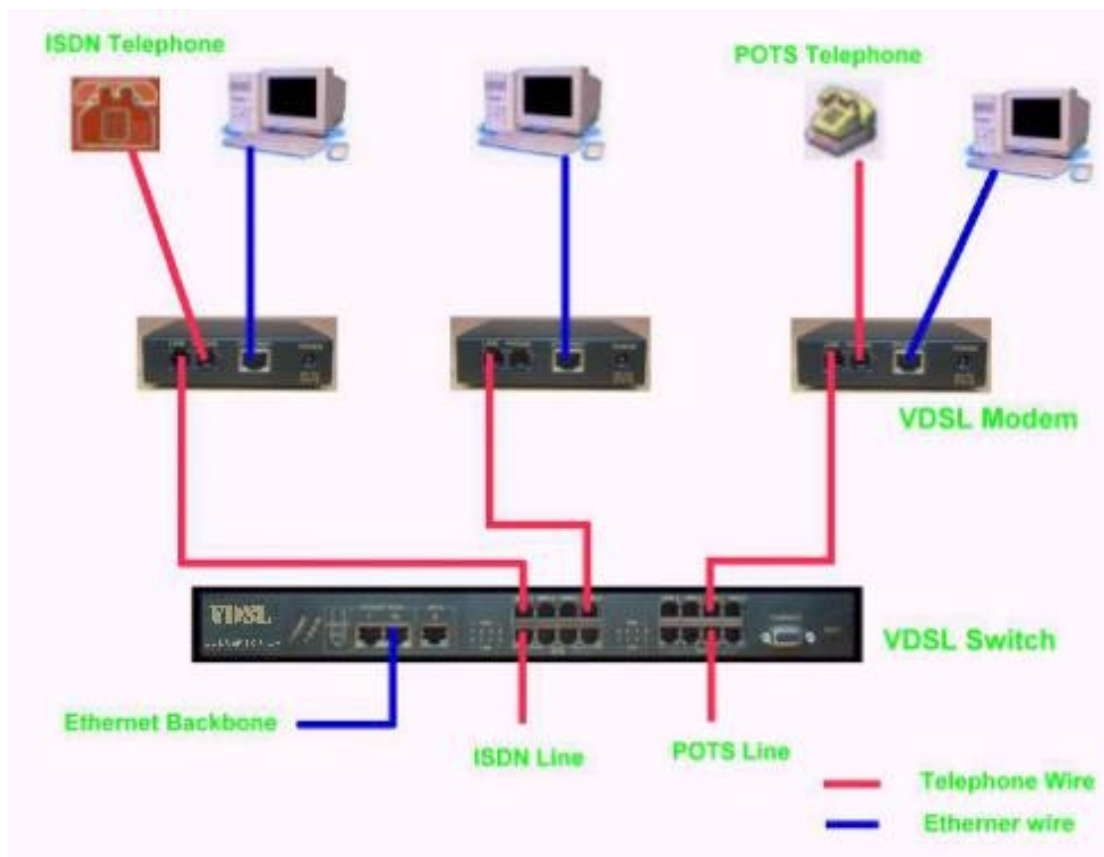 ISDN Telephone
POTS Telephone
LINE
VDSL Modem
VDSL
VDSL Switch
Ethernet Backbone
ISDN Line
POTS Line
Telephone Wire
Etherner wire